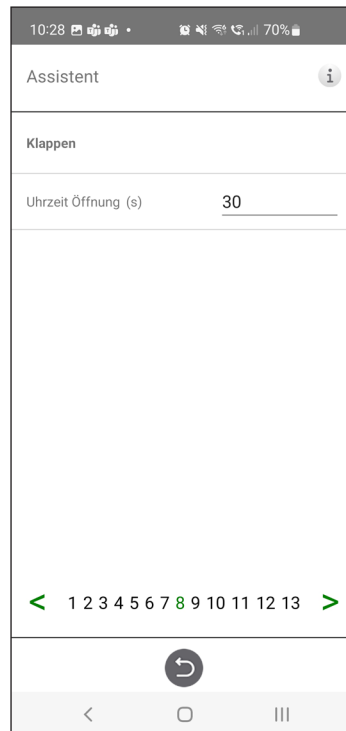 10:28 70%
Assistent i
Klappen
Uhrzeit Öffnung (s) 30
< 1 2 3 4 5 6 7 8 9 10 11 12 13 >